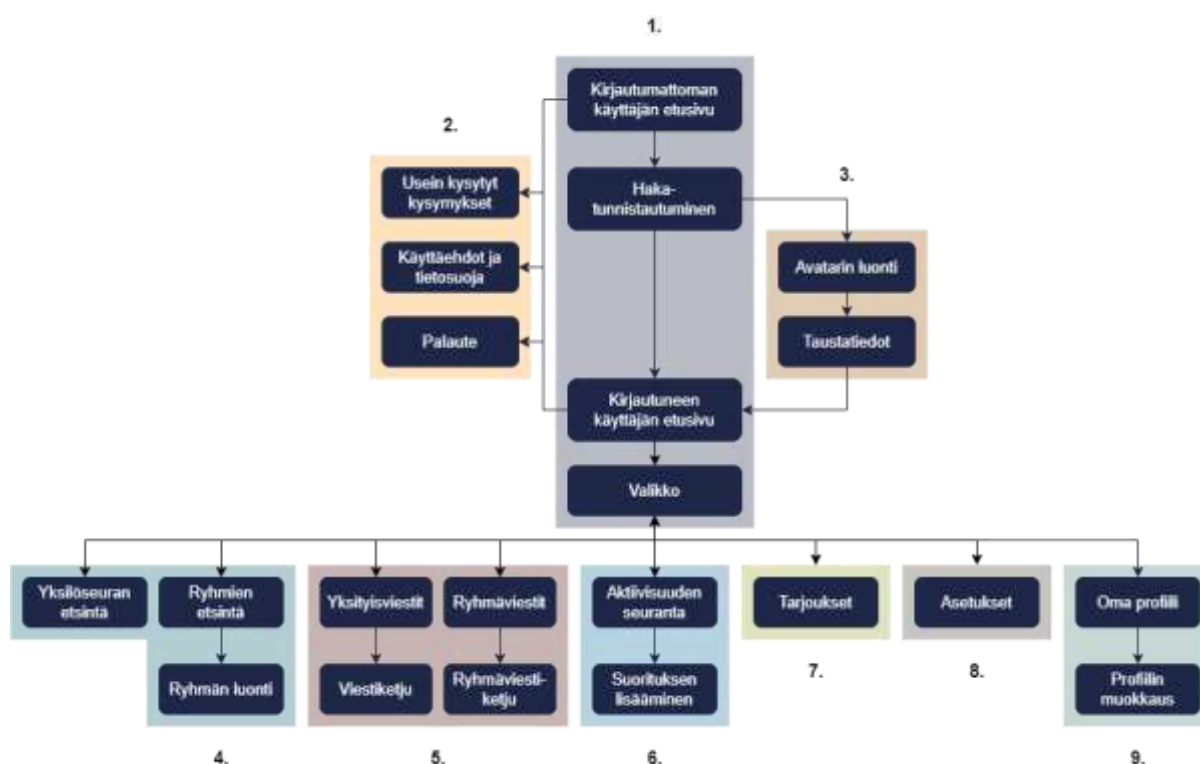 1.
Kirjautumattoman
käyttäjän etusivu
2.
Usein kysytyt
kysymykset
Käyttäehdot ja
tietosuoja
Palaute
Haka-
tunnistautuminen
3.
Avatarin luonti
Taustatiedot
Kirjautuneen
käyttäjän etusivu
Valikko
Yksilöseuran
etsintä
Ryhmien
etsintä
Ryhmän luonti
4.
Yksityisviestit
Ryhmäviestit
Viestiketju
Ryhmäviesti-
ketju
5.
Aktiivisuuden
seuranta
Suorituksen
lisääminen
6.
Tarjoukset
7.
Asetukset
8.
Oma profiili
Profiilin
muokkaus
9.